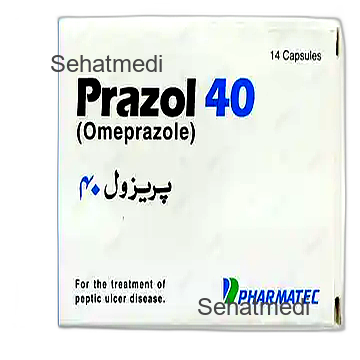 Sehatmedi
14 Capsules
Prazol 40
(Omeprazole)
پریزول ۴۰
For the treatment of
peptic ulcer disease.
PHARMATEC
Sehatmedi